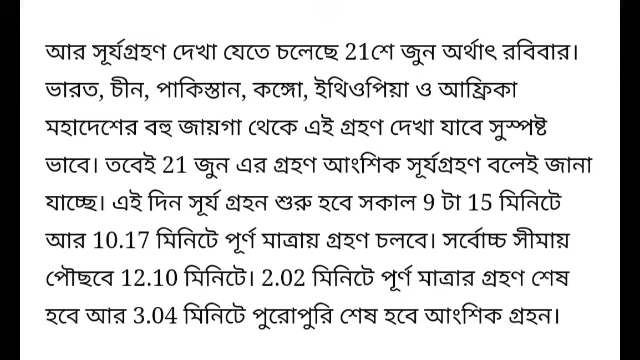 আর সূর্যগ্রহণ দেখা যেতে চলেছে 21শে জুন অর্থাৎ রবিবার।
ভারত, চীন, পাকিস্তান, কঙ্গো, ইথিওপিয়া ও আফ্রিকা
মহাদেশের বহু জায়গা থেকে এই গ্রহণ দেখা যাবে সুস্পষ্ট
ভাবে। তবেই 21 জুন এর গ্রহণ আংশিক সূর্যগ্রহণ বলেই জানা
যাচ্ছে। এই দিন সূর্য গ্রহন শুরু হবে সকাল 9 টা 15 মিনিটে
আর 10.17 মিনিটে পূর্ণ মাত্রায় গ্রহণ চলবে। সর্বোচ্চ সীমায়
পৌছবে 12.10 মিনিটে। 2.02 মিনিটে পূর্ণ মাত্রার গ্রহণ শেষ
হবে আর 3.04 মিনিটে পুরোপুরি শেষ হবে আংশিক গ্রহন।